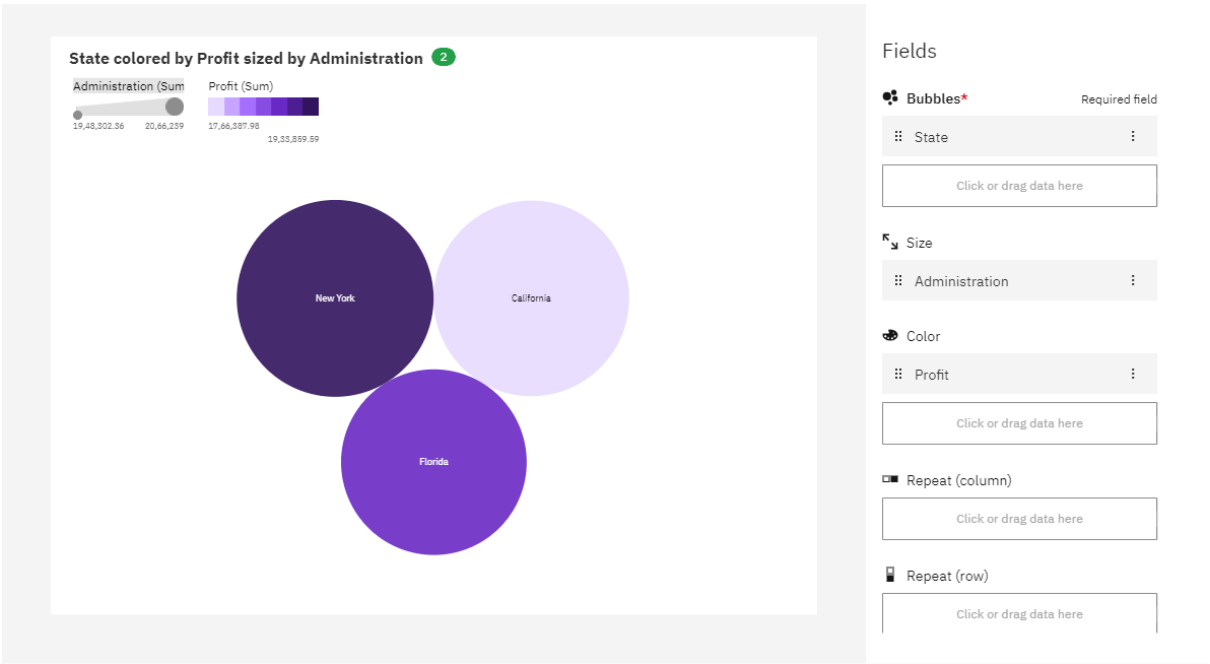 State colored by Profit sized by Administration 2
Administration (Sum
Profit (Sum)
19,48,302.36 20,66,239
17,66,387.98
19,33,859.59
New York
California
Florida
Fields
Bubbles* Required field
State
Click or drag data here
Size
Administration
Color
Profit
Click or drag data here
Repeat (column)
Click or drag data here
Repeat (row)
Click or drag data here